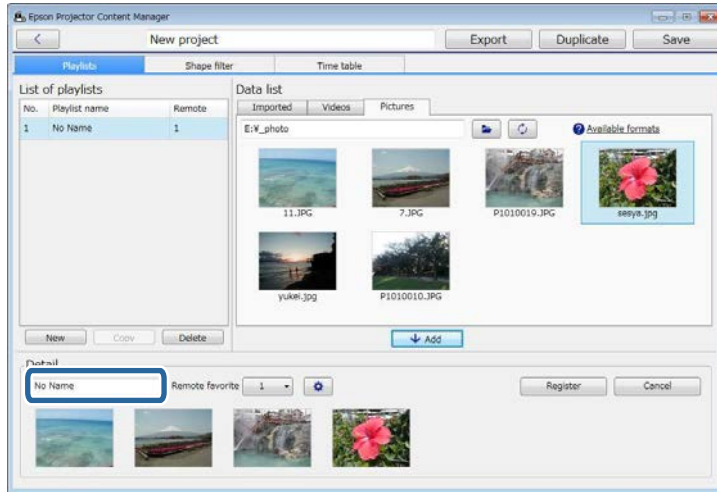 Epson Projector Content Manager
New project
Export
Duplicate
Save
Playlists
Shape filter
Time table
List of playlists
No. Playlist name Remote
1 No Name 1
New
Copy
Delete
Data list
Imported
Videos
Pictures
E:¥_photo
Available formats
11.JPG
7.JPG
P1010019.JPG
sesya.jpg
yukei.jpg
P1010010.JPG
Add
Detail
No Name
Remote favorite
1
Register
Cancel